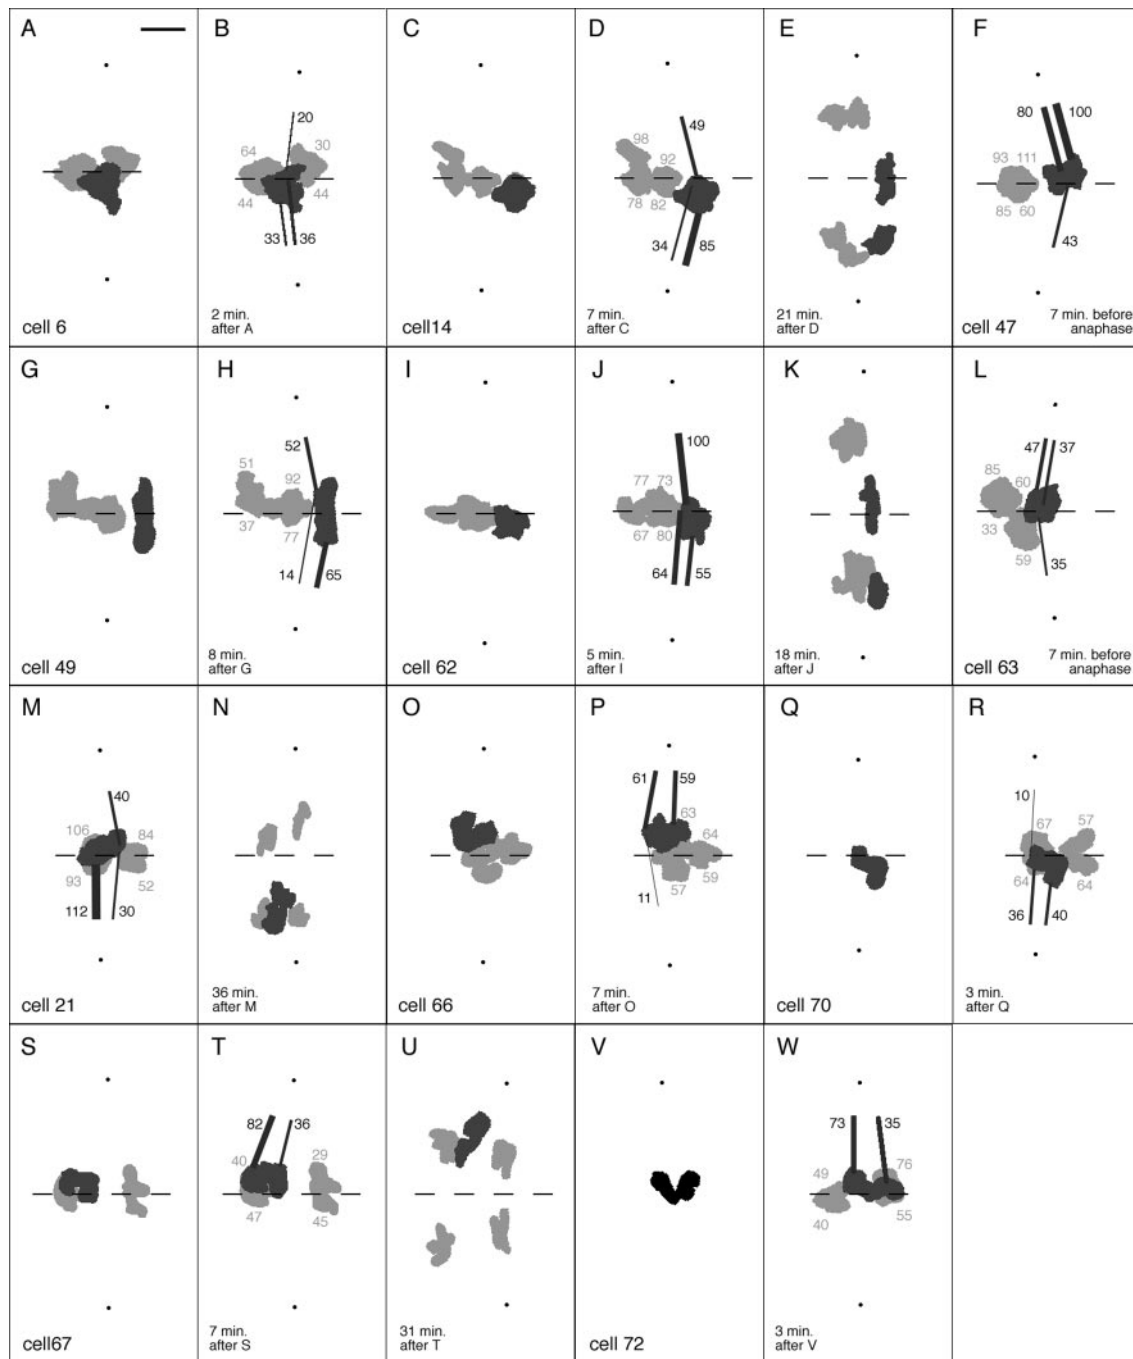 A
cell 6
B
20
64
30
44
44
33
36
2 min.
after A
C
cell14
D
49
98
92
78
82
34
85
7 min.
after C
E
21 min.
after D
F
80
100
93
111
85
60
43
cell 47
7 min. before
anaphase
G
cell 49
H
52
51
92
37
77
14
65
8 min.
after G
I
cell 62
J
100
77
73
67
80
64
55
5 min.
after I
K
18 min.
after J
L
47
37
85
60
33
59
35
cell 63
7 min. before
anaphase
M
40
106
84
93
52
112
30
cell 21
N
36 min.
after M
O
cell 66
P
61
59
63
64
59
57
11
7 min.
after O
Q
cell 70
R
10
67
57
64
64
36
40
3 min.
after Q
S
cell67
T
82
36
40
29
47
45
7 min.
after S
U
31 min.
after T
V
cell 72
W
73
35
49
76
40
55
3 min.
after V